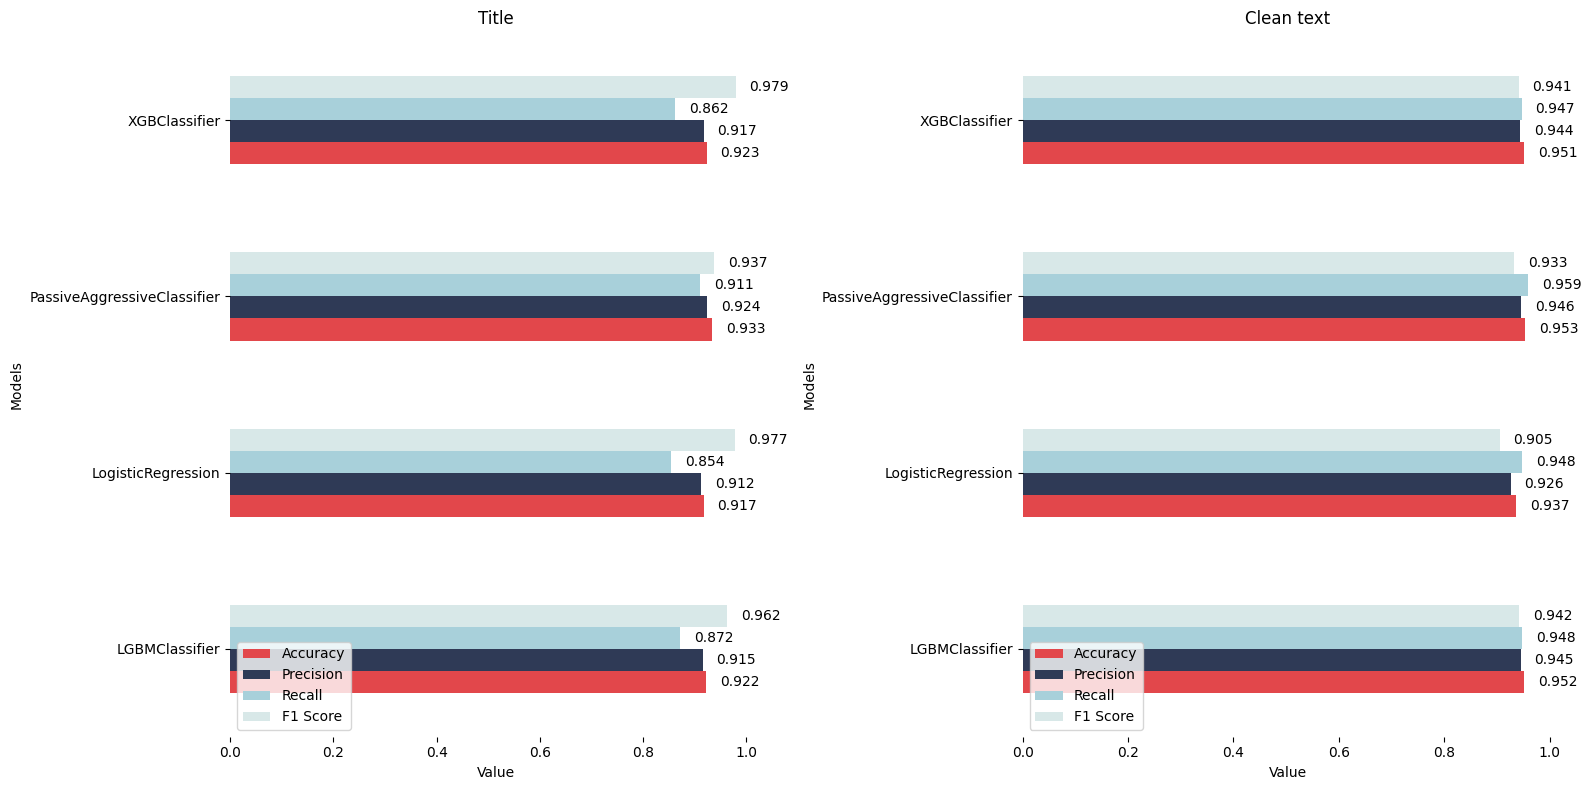 Title
XGBClassifier
0.979
0.862
0.917
0.923
PassiveAggressiveClassifier
0.937
0.911
0.924
0.933
Models
LogisticRegression
0.977
0.854
0.912
0.917
LGBMClassifier
0.962
0.872
0.915
0.922
Accuracy
Precision
Recall
F1 Score
0.0 0.2 0.4 0.6 0.8 1.0
Value
Clean text
XGBClassifier
0.941
0.947
0.944
0.951
PassiveAggressiveClassifier
0.933
0.959
0.946
0.953
Models
LogisticRegression
0.905
0.948
0.926
0.937
LGBMClassifier
0.942
0.948
0.945
0.952
Accuracy
Precision
Recall
F1 Score
0.0 0.2 0.4 0.6 0.8 1.0
Value